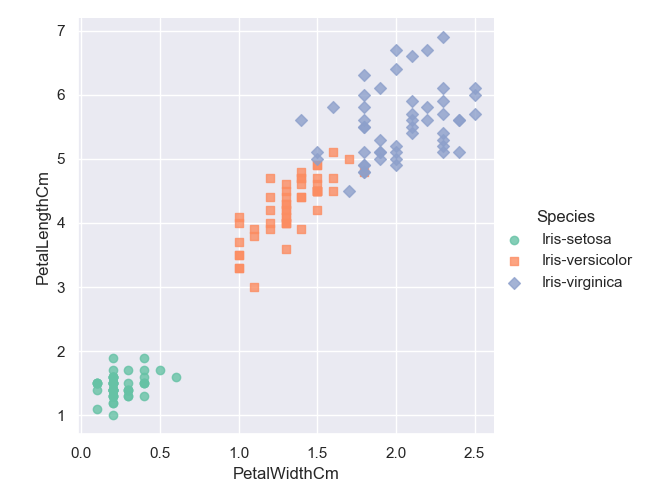 7
6
5
4
3
2
1
PetalLengthCm
0.0 0.5 1.0 1.5 2.0 2.5
PetalWidthCm
Species
Iris-setosa
Iris-versicolor
Iris-virginica